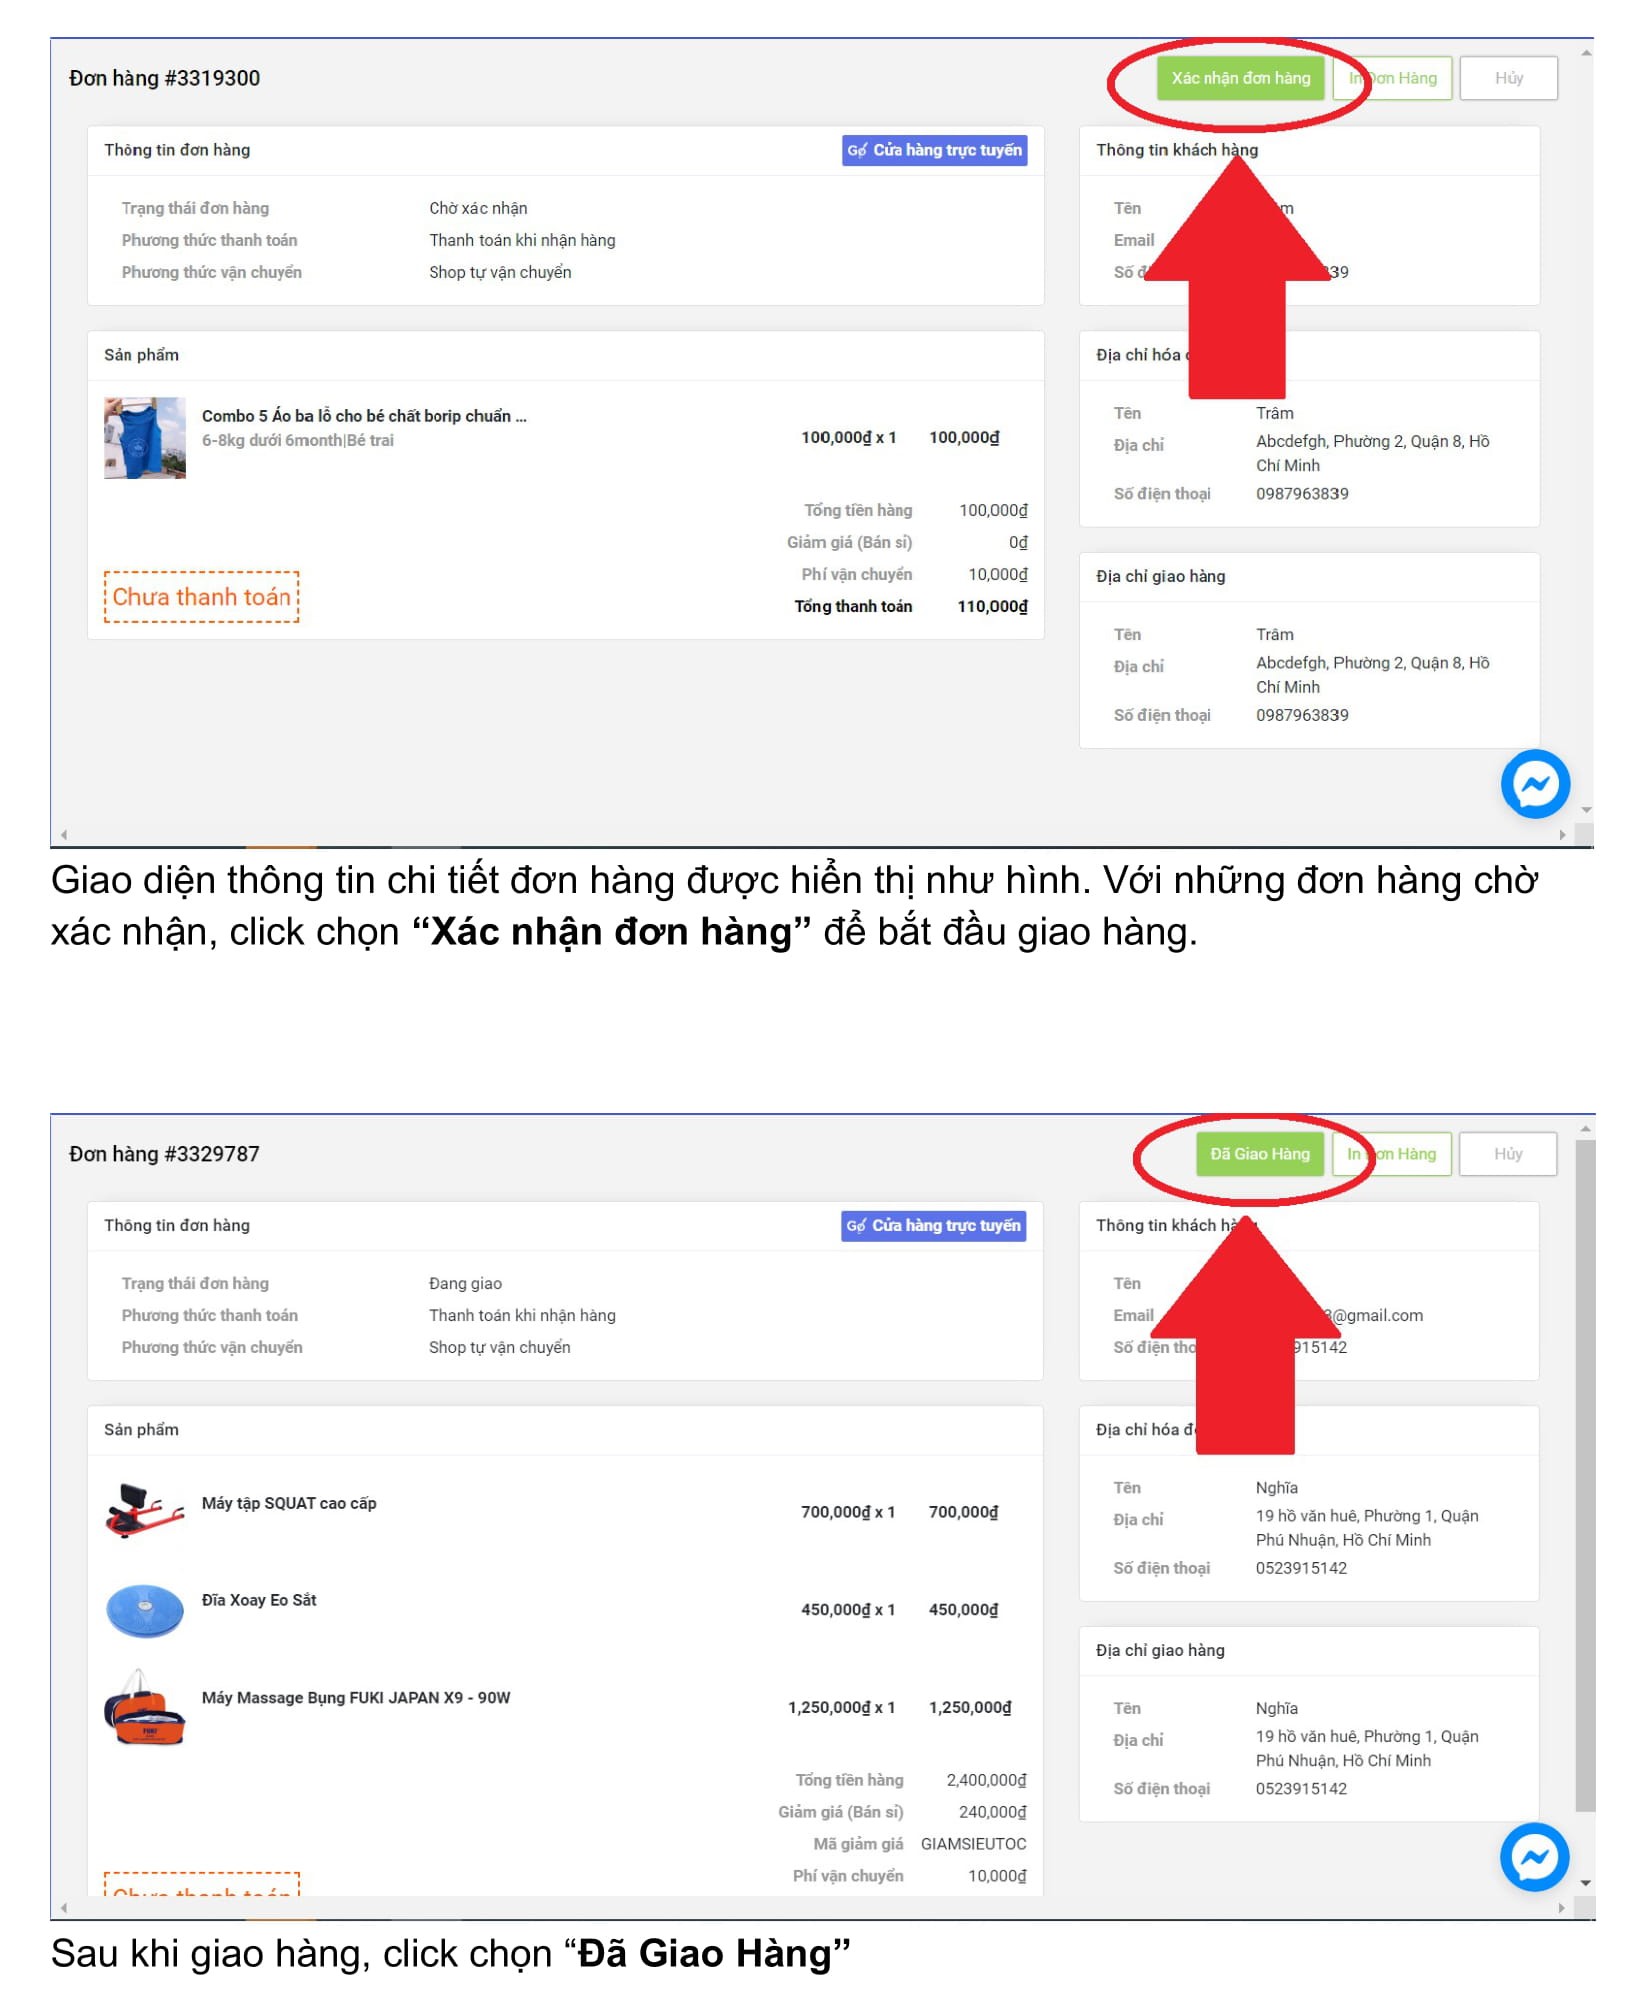 Đơn hàng #3319300
Xác nhận đơn hàng
In Đơn Hàng
Hủy
Thông tin đơn hàng
Cửa hàng trực tuyến
Trạng thái đơn hàng Chờ xác nhận
Phương thức thanh toán Thanh toán khi nhận hàng
Phương thức vận chuyển Shop tự vận chuyển
Thông tin khách hàng
Tên
Email
39
Sản phẩm
Combo 5 Áo ba lỗ cho bé chất borip chuẩn ...
6-8kg dưới 6month|Bé trai
100,000₫ x 1 100,000₫
Tổng tiền hàng 100,000₫
Giảm giá (Bán sỉ) 0₫
Phí vận chuyển 10,000₫
Tổng thanh toán 110,000₫
Chưa thanh toán
Địa chỉ hóa
Tên Trâm
Địa chỉ Abcdefgh, Phường 2, Quận 8, Hồ
Chí Minh
Số điện thoại 0987963839
Địa chỉ giao hàng
Tên Trâm
Địa chỉ Abcdefgh, Phường 2, Quận 8, Hồ
Chí Minh
Số điện thoại 0987963839
Giao diện thông tin chi tiết đơn hàng được hiển thị như hình. Với những đơn hàng chờ
xác nhận, click chọn “Xác nhận đơn hàng” để bắt đầu giao hàng.
Đơn hàng #3329787
Đã Giao Hàng
In Đơn Hàng
Hủy
Thông tin đơn hàng
Cửa hàng trực tuyến
Trạng thái đơn hàng Đang giao
Phương thức thanh toán Thanh toán khi nhận hàng
Phương thức vận chuyển Shop tự vận chuyển
Thông tin khách hàng
Tên
Email @gmail.com
Số điện 915142
Sản phẩm
Máy tập SQUAT cao cấp
700,000₫ x 1 700,000₫
Đĩa Xoay Eo Sắt
450,000₫ x 1 450,000₫
Máy Massage Bụng FUKI JAPAN X9 - 90W
1,250,000₫ x 1 1,250,000₫
Tổng tiền hàng 2,400,000₫
Giảm giá (Bán sỉ) 240,000₫
Mã giảm giá GIAMSIEUTOC
Phí vận chuyển 10,000₫
Chưa thanh toán
Địa chỉ hóa
Tên Nghĩa
Địa chỉ 19 hồ văn huê, Phường 1, Quận
Phú Nhuận, Hồ Chí Minh
Số điện thoại 0523915142
Địa chỉ giao hàng
Tên Nghĩa
Địa chỉ 19 hồ văn huê, Phường 1, Quận
Phú Nhuận, Hồ Chí Minh
Số điện thoại 0523915142
Sau khi giao hàng, click chọn “Đã Giao Hàng”